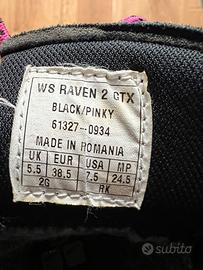 WS RAVEN 2 GTX
BLACK/PINKY
61327-0934
MADE IN ROMANIA
UK EUR USA MP
5.5 38.5 7.5 24.5
2G RK
subito